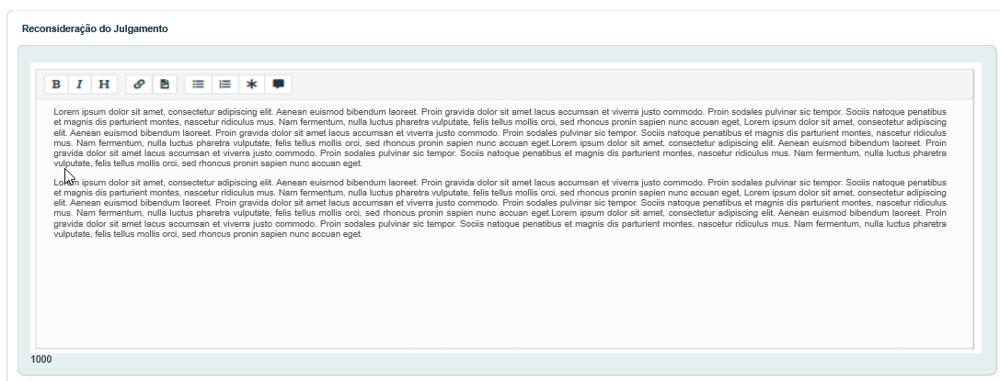 Reconsideração do Julgamento
B I H
Lorem ipsum dolor sit amet, consectetur adipiscing elit. Aenean euismod bibendum laoreet. Proin gravida dolor sit amet lacus accumsan et viverra justo commodo. Proin sodales pulvinar sic tempor. Sociis natoque penatibus
et magnis dis parturient montes, nascetur ridiculus mus. Nam fermentum, nulla luctus pharetra vulputate, felis tellus mollis orci, sed rhoncus pronin sapien nunc accuan eget, Lorem ipsum dolor sit amet, consectetur adipiscing
elit. Aenean euismod bibendum laoreet. Proin gravida dolor sit amet lacus accumsan et viverra justo commodo. Proin sodales pulvinar sic tempor. Sociis natoque penatibus et magnis dis parturient montes, nascetur ridiculus
mus. Nam fermentum, nulla luctus pharetra vulputate, felis tellus mollis orci, sed rhoncus pronin sapien nunc accuan eget.Lorem ipsum dolor sit amet, consectetur adipiscing elit. Aenean euismod bibendum laoreet. Proin
gravida dolor sit amet lacus accumsan et viverra justo commodo. Proin sodales pulvinar sic tempor. Sociis natoque penatibus et magnis dis parturient montes, nascetur ridiculus mus. Nam fermentum, nulla luctus pharetra
vulputate, felis tellus mollis orci, sed rhoncus pronin sapien nunc accuan eget.
Lorem ipsum dolor sit amet, consectetur adipiscing elit. Aenean euismod bibendum laoreet. Proin gravida dolor sit amet lacus accumsan et viverra justo commodo. Proin sodales pulvinar sic tempor. Sociis natoque penatibus
et magnis dis parturient montes, nascetur ridiculus mus. Nam fermentum, nulla luctus pharetra vulputate, felis tellus mollis orci, sed rhoncus pronin sapien nunc accuan eget, Lorem ipsum dolor sit amet, consectetur adipiscing
elit. Aenean euismod bibendum laoreet. Proin gravida dolor sit amet lacus accumsan et viverra justo commodo. Proin sodales pulvinar sic tempor. Sociis natoque penatibus et magnis dis parturient montes, nascetur ridiculus
mus. Nam fermentum, nulla luctus pharetra vulputate, felis tellus mollis orci, sed rhoncus pronin sapien nunc accuan eget.Lorem ipsum dolor sit amet, consectetur adipiscing elit. Aenean euismod bibendum laoreet. Proin
gravida dolor sit amet lacus accumsan et viverra justo commodo. Proin sodales pulvinar sic tempor. Sociis natoque penatibus et magnis dis parturient montes, nascetur ridiculus mus. Nam fermentum, nulla luctus pharetra
vulputate, felis tellus mollis orci, sed rhoncus pronin sapien nunc accuan eget.
1000